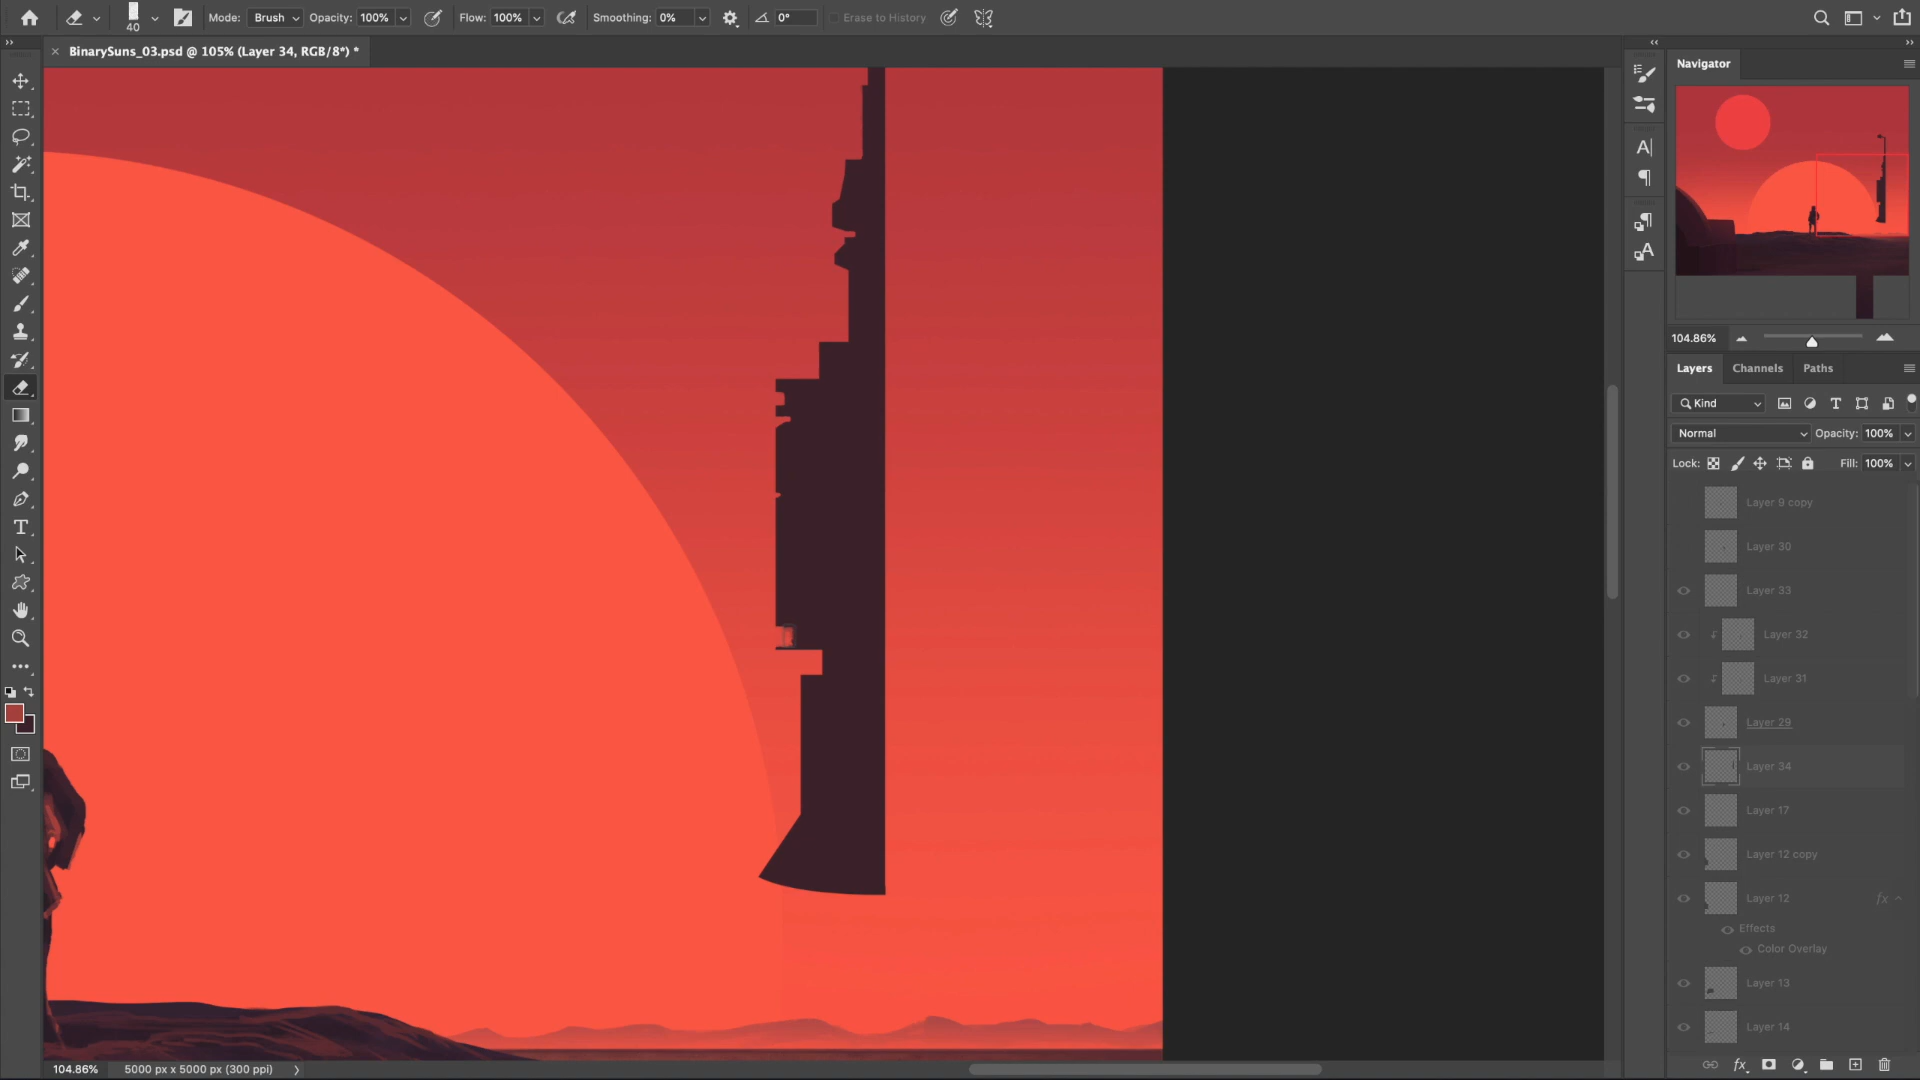 40
Mode: Brush
Opacity: 100%
Flow: 100%
Smoothing: 0%
0°
Erase to History
× BinarySuns_03.psd @ 105% (Layer 34, RGB/8*) *
Navigator
104.86%
Layers Channels Paths
Kind
Normal
Opacity: 100%
Lock:
Fill: 100%
Layer 9 copy
Layer 30
Layer 33
Layer 32
Layer 31
Layer 29
Layer 34
Layer 17
Layer 12 copy
Layer 12 fx
Effects
Color Overlay
Layer 13
Layer 14
fx
104.86% 5000 px x 5000 px (300 ppi)